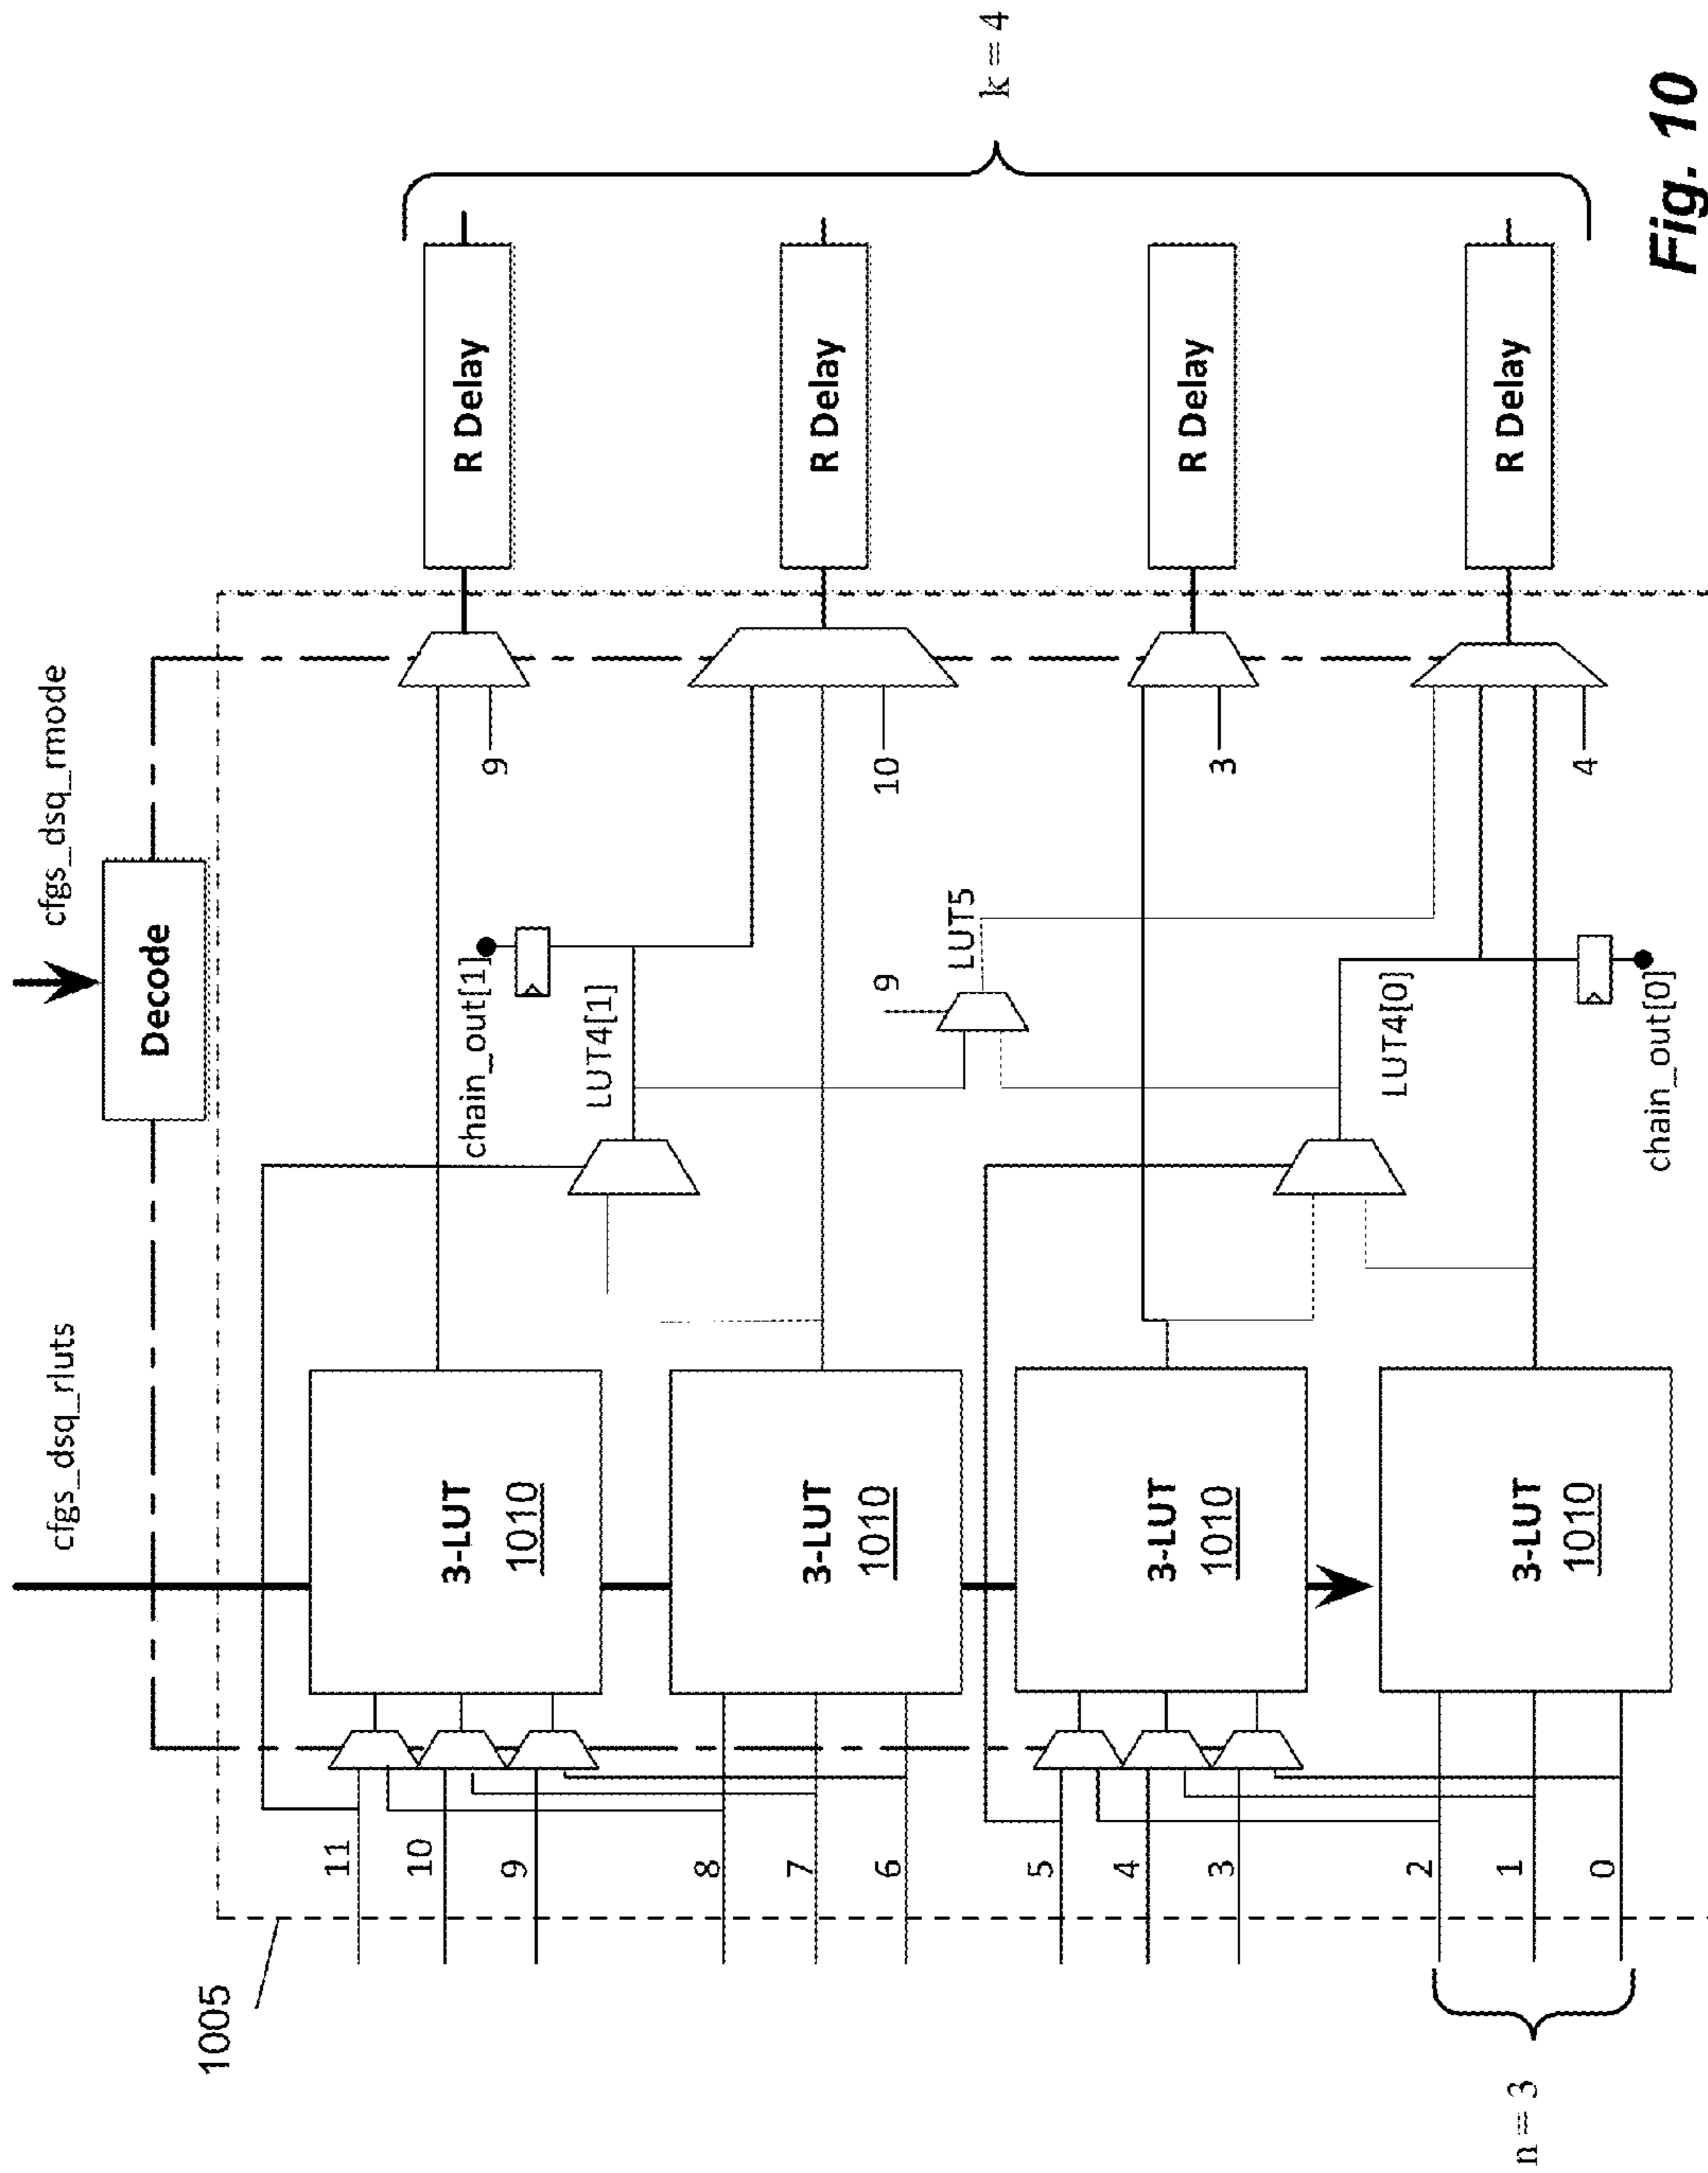 cfgs_dsq_rluts
cfgs_dsq_rmode
Decode
1005
11
10
9
8
7
6
5
4
3
2
1
0
n = 3
3-LUT
1010
3-LUT
1010
3-LUT
1010
3-LUT
1010
chain_out[1]
LUT4[1]
9
LUT5
LUT4[0]
chain_out[0]
9
10
3
4
R Delay
R Delay
R Delay
R Delay
k = 4
Fig. 10